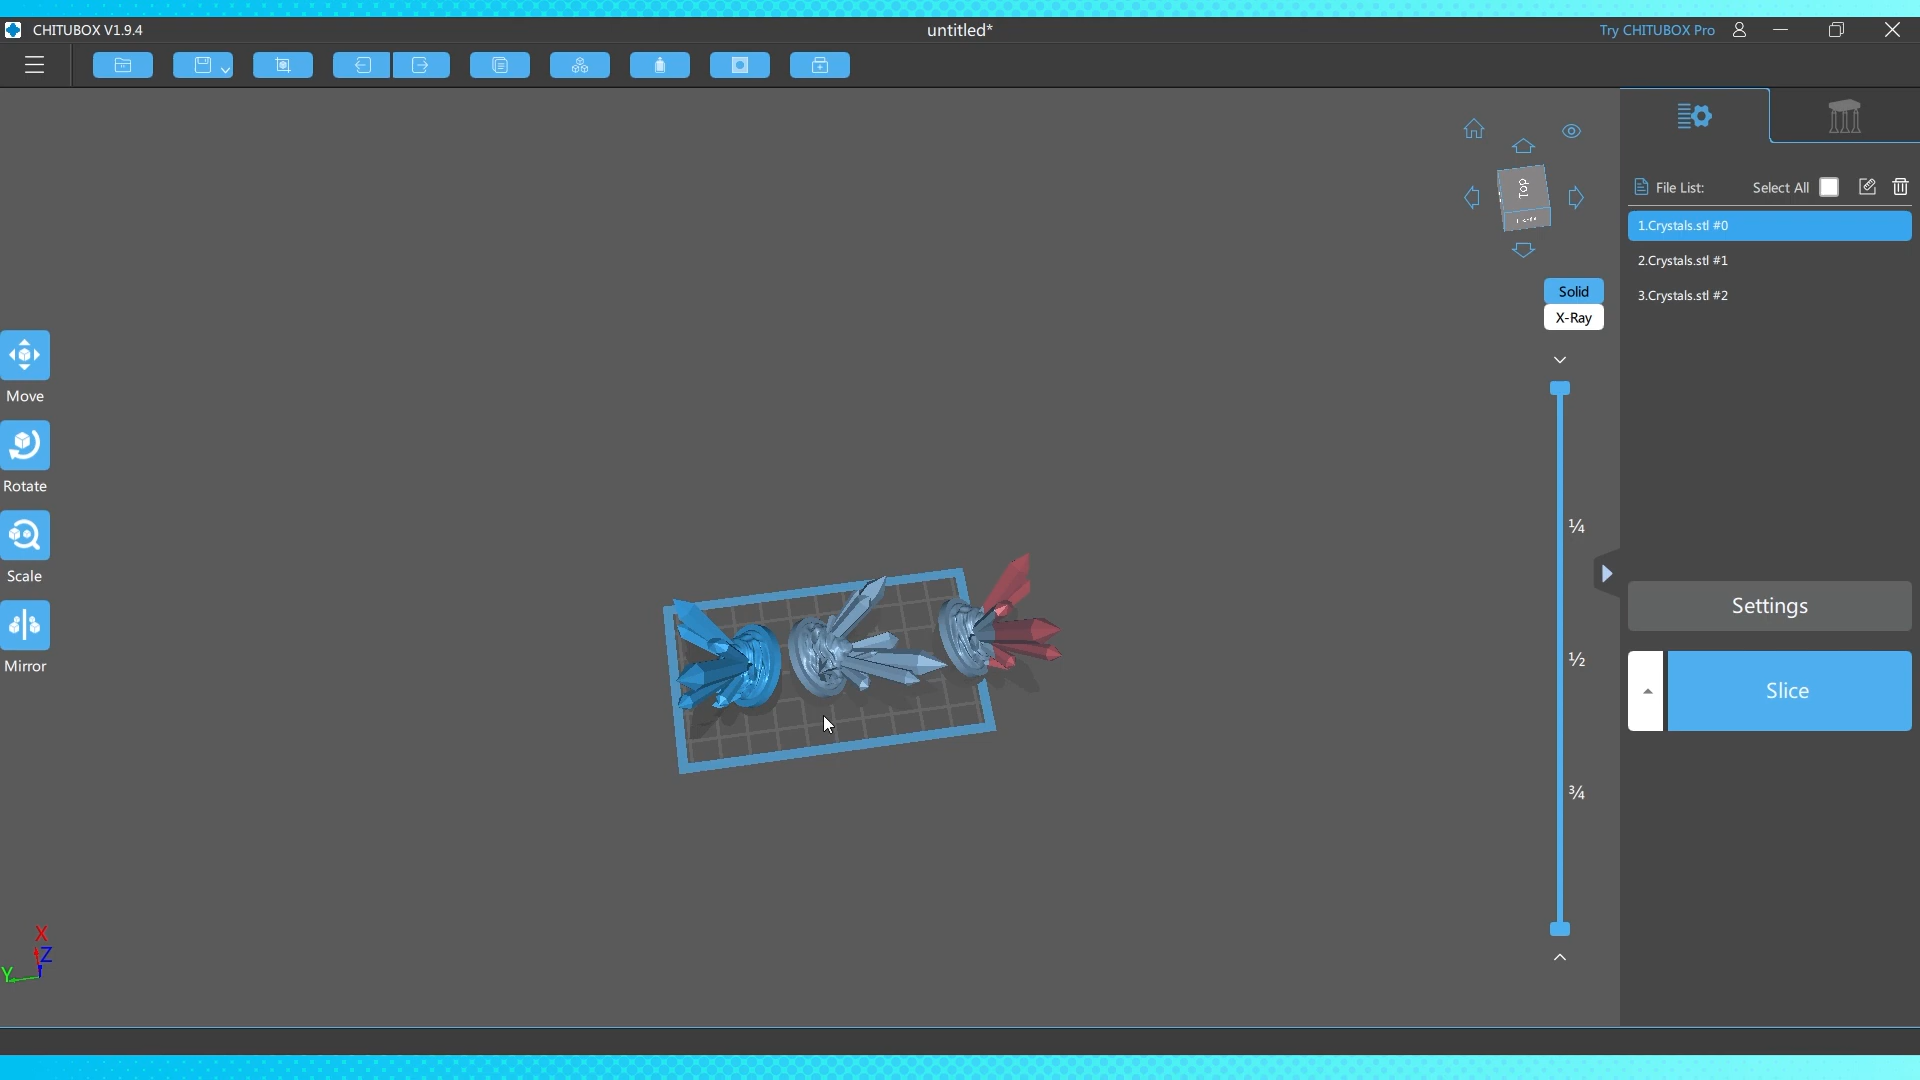 CHITUBOX V1.9.4
untitled*
Try CHITUBOX Pro
Top
File List:
Select All
1.Crystals.stl #0
2.Crystals.stl #1
3.Crystals.stl #2
Solid
X-Ray
Move
Rotate
Scale
Mirror
¼
½
¾
Settings
Slice
X
Z
Y